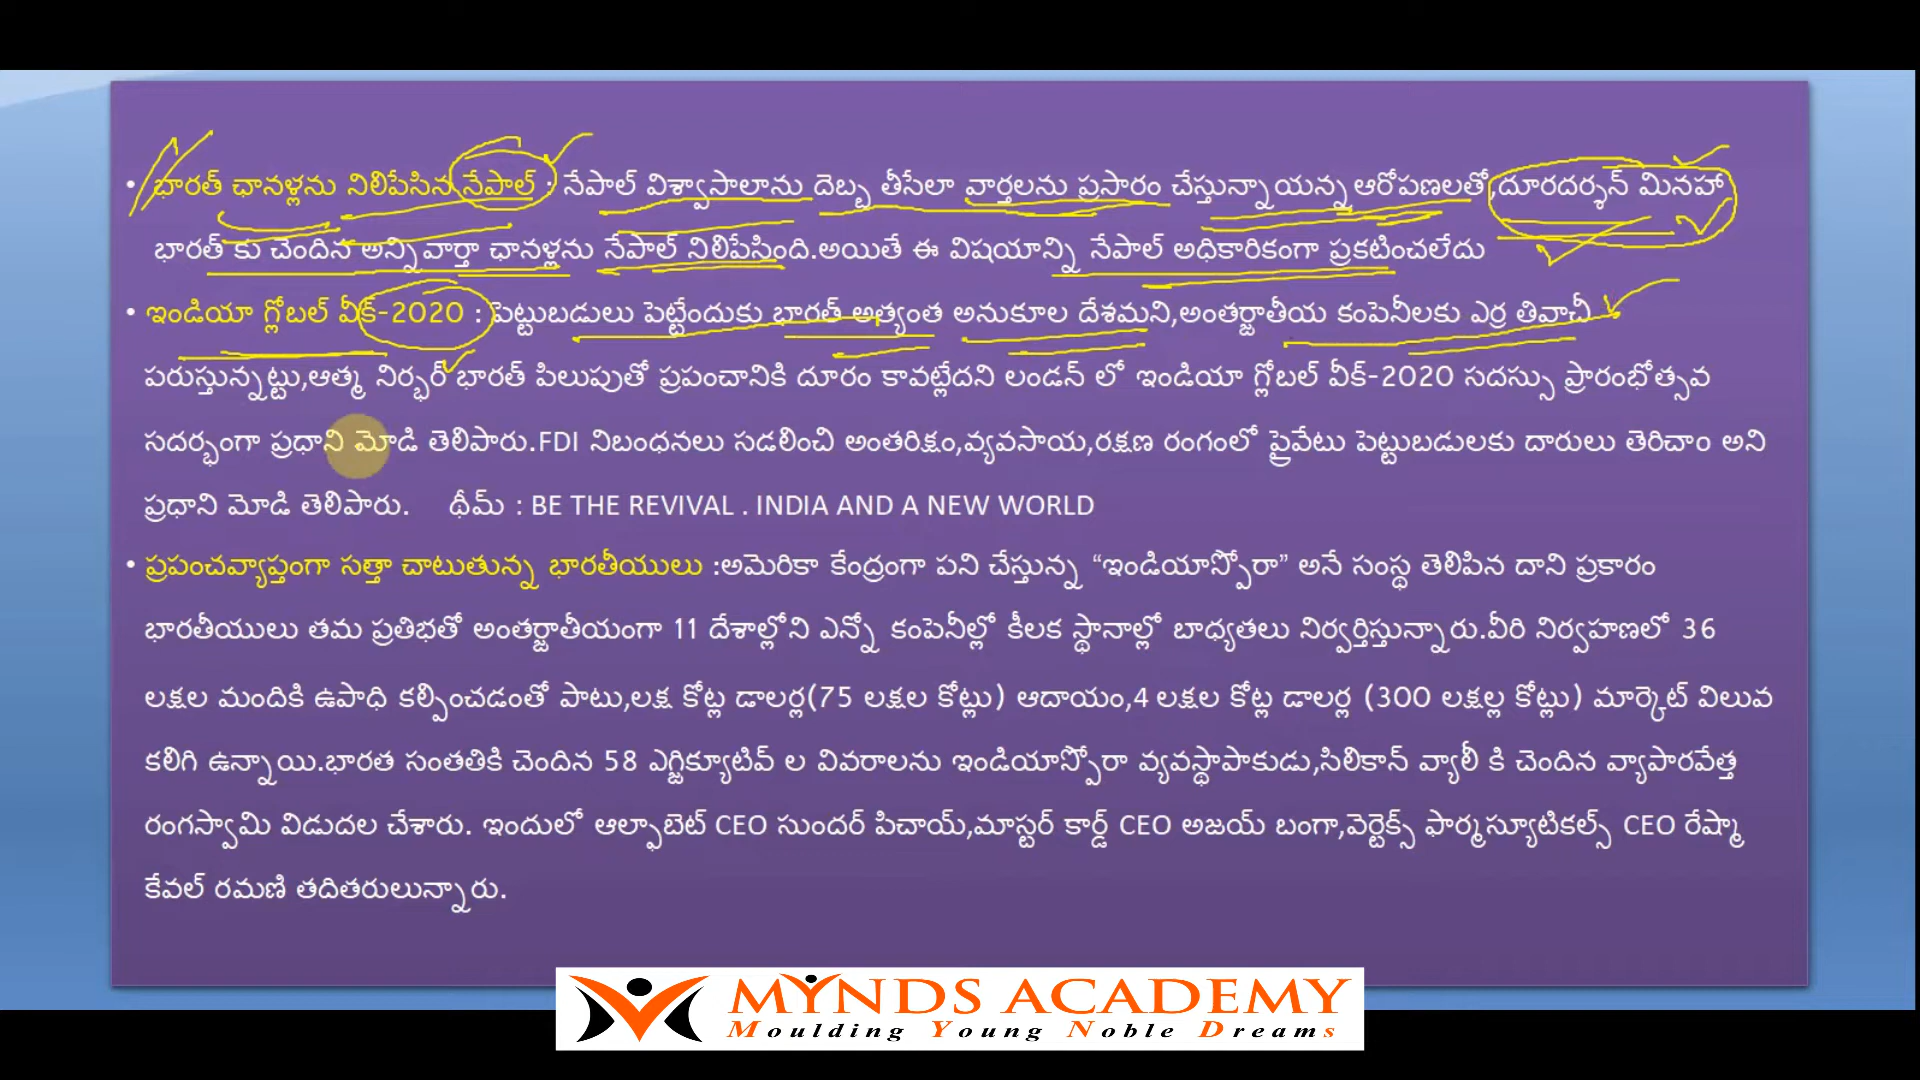 • భారత్ ఛానళ్లను నిలిపేసిన నేపాల్ : నేపాల్ విశ్వాసాలాను దెబ్బ తీసేలా వార్తలను ప్రసారం చేస్తున్నాయన్న ఆరోపణలతో,దూరదర్శన్ మినహా
భారత్ కు చెందిన అన్ని వార్తా ఛానళ్లను నేపాల్ నిలిపేసింది.అయితే ఈ విషయాన్ని నేపాల్ అధికారికంగా ప్రకటించలేదు
• ఇండియా గ్లోబల్ వీక్-2020 : పెట్టుబడులు పెట్టేందుకు భారత్ అత్యంత అనుకూల దేశమని,అంతర్జాతీయ కంపెనీలకు ఎర్ర తివాచీ
పరుస్తున్నట్టు,ఆత్మ నిర్భర్ భారత్ పిలుపుతో ప్రపంచానికి దూరం కావట్లేదని లండన్ లో ఇండియా గ్లోబల్ వీక్-2020 సదస్సు ప్రారంభోత్సవ
సదర్భంగా ప్రధాని మోడి తెలిపారు.FDI నిబంధనలు సడలించి అంతరిక్షం,వ్యవసాయ,రక్షణ రంగంలో ప్రైవేటు పెట్టుబడులకు దారులు తెరిచాం అని
ప్రధాని మోడి తెలిపారు. థీమ్ : BE THE REVIVAL . INDIA AND A NEW WORLD
• ప్రపంచవ్యాప్తంగా సత్తా చాటుతున్న భారతీయులు :అమెరికా కేంద్రంగా పని చేస్తున్న “ఇండియాస్పోరా” అనే సంస్థ తెలిపిన దాని ప్రకారం
భారతీయులు తమ ప్రతిభతో అంతర్జాతీయంగా 11 దేశాల్లోని ఎన్నో కంపెనీల్లో కీలక స్థానాల్లో బాధ్యతలు నిర్వర్తిస్తున్నారు.వీరి నిర్వహణలో 36
లక్షల మందికి ఉపాధి కల్పించడంతో పాటు,లక్ష కోట్ల డాలర్ల(75 లక్షల కోట్లు) ఆదాయం,4 లక్షల కోట్ల డాలర్ల (300 లక్షల్ల కోట్లు) మార్కెట్ విలువ
కలిగి ఉన్నాయి.భారత సంతతికి చెందిన 58 ఎగ్జిక్యూటివ్ ల వివరాలను ఇండియాస్పోరా వ్యవస్థాపాకుడు,సిలికాన్ వ్యాలీ కి చెందిన వ్యాపారవేత్త
రంగస్వామి విడుదల చేశారు. ఇందులో ఆల్ఫాబెట్ CEO సుందర్ పిచాయ్,మాస్టర్ కార్డ్ CEO అజయ్ బంగా,వెర్టెక్స్ ఫార్మస్యూటికల్స్ CEO రేష్మా
కేవల్ రమణి తదితరులున్నారు.
MYNDS ACADEMY
Moulding Young Noble Dreams